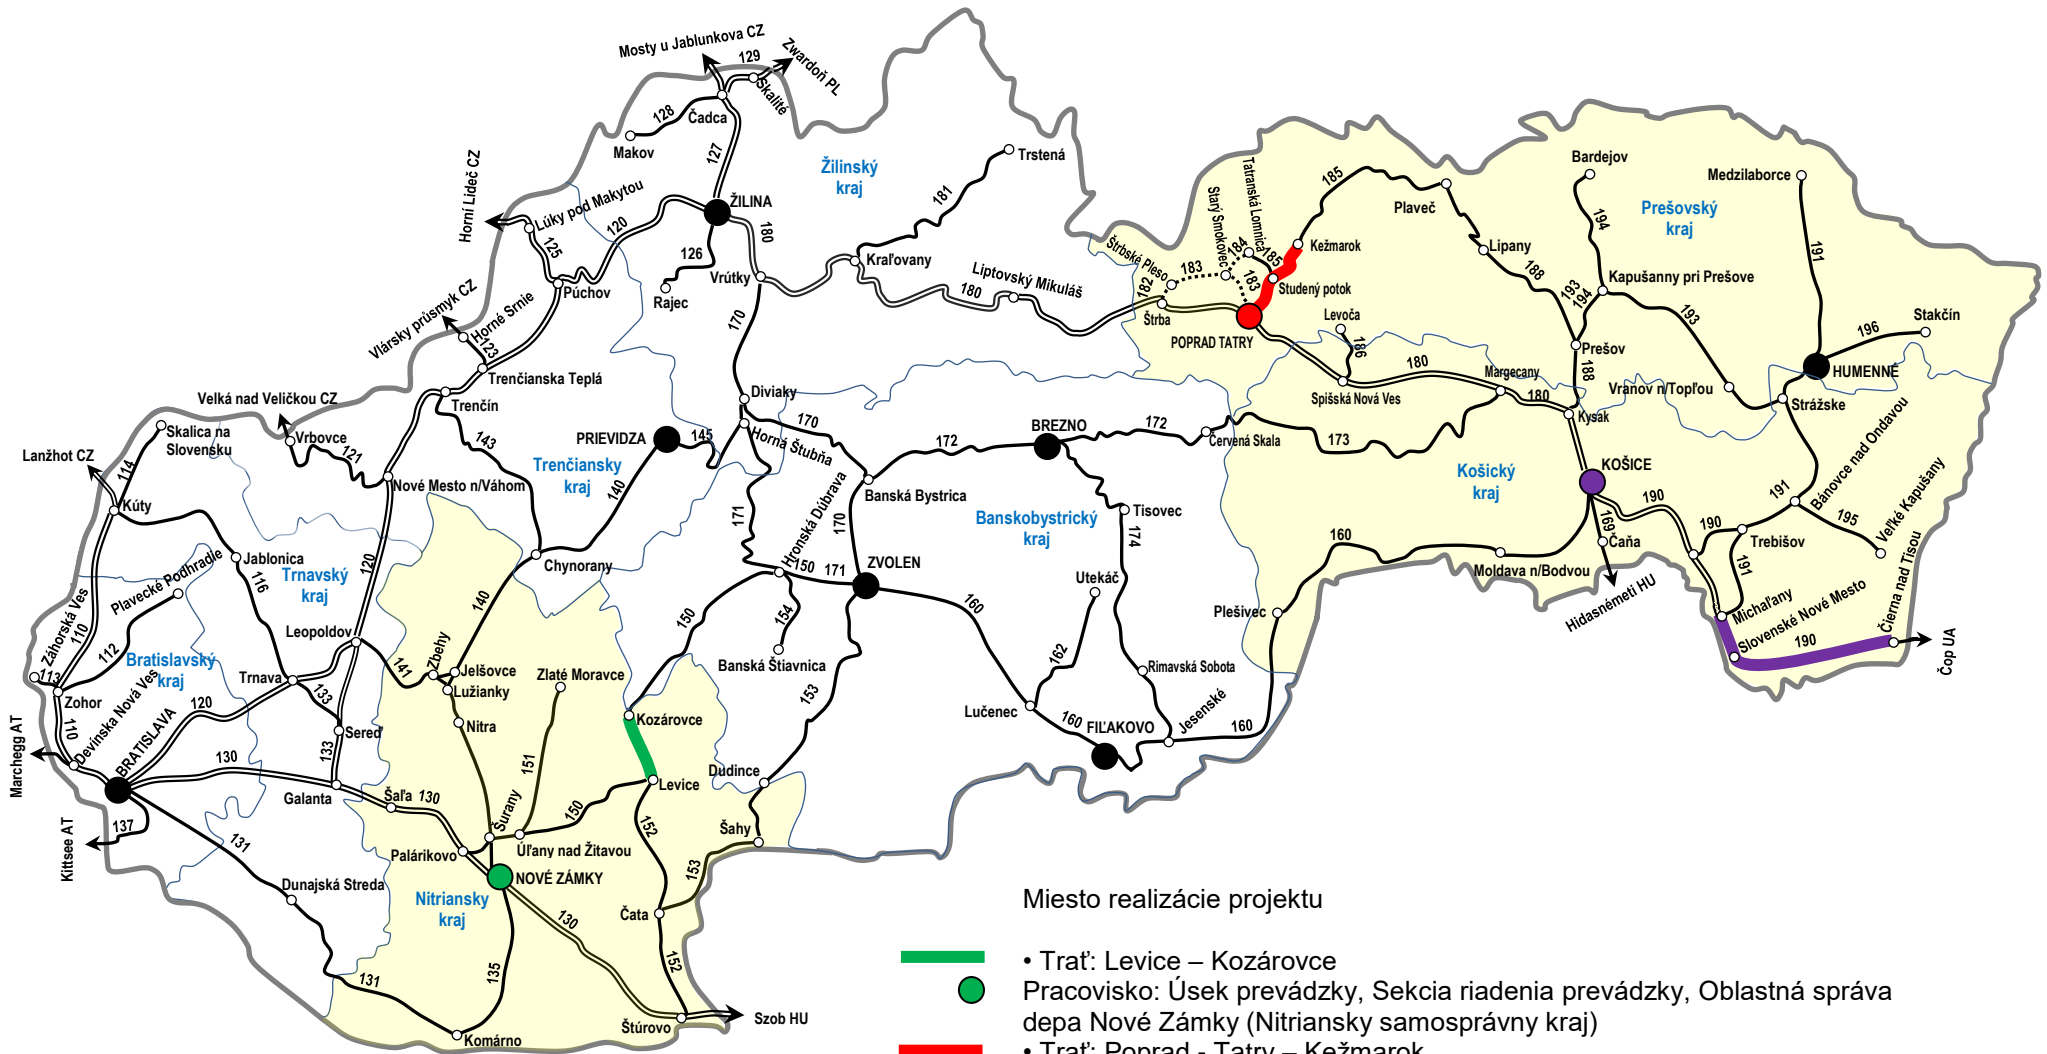 Mosty u Jablunkova CZ
129
Zwardoň PL
Skalité
128
Čadca
Makov
127
Trstená
Žilinský
kraj
181
Horní Lideč CZ
Lúky pod Makytou
125
120
ŽILINA
180
126
Rajec
Vrútky
Kraľovany
Púchov
180
Liptovský Mikuláš
170
Vlársky průsmyk CZ
Horné Srnie
123
Trenčianska Teplá
Trenčín
Tatranská Lomnica
Starý Smokovec
Štrbské Pleso
185
184
183
185
183
182
Štrba
Kežmarok
Studený potok
POPRAD TATRY
Levoča
186
Plaveč
Lipany
188
Bardejov
194
Medzilaborce
Prešovský
kraj
191
Kapušanny pri Prešove
193
194
193
Stakčín
196
Prešov
188
HUMENNÉ
Vranov n/Topľou
Strážske
Margecany
180
180
Spišská Nová Ves
Kysak
Velká nad Veličkou CZ
Vrbovce
121
Skalica na
Slovensku
Lanžhot CZ
114
Kúty
Nové Mesto n/Váhom
143
PRIEVIDZA
145
Trenčiansky
kraj
140
Diviaky
170
Horná Štubňa
172
BREZNO
172
Červená Skala
173
Košický
kraj
KOŠICE
190
169
Čaňa
Bánovce nad Ondavou
191
195
Veľké Kapušany
190
Trebišov
191
Banská Bystrica
171
170
Hronská Dúbrava
Banskobystrický
kraj
Tisovec
174
160
Moldava n/Bodvou
Hidasnémeti HU
Michaľany
Slovenské Nové Mesto
190
Čierna nad Tisou
Čop UA
Jablonica
116
Plavecké Podhradie
Trnavský
kraj
120
Chynorany
150
171
ZVOLEN
Utekáč
Plešivec
Záhorská Ves
110
112
Leopoldov
140
150
154
160
Banská Štiavnica
162
Rimavská Sobota
113
Zohor
Bratislavský
kraj
Trnava
141
Zbehy
Jelšovce
Lužianky
Zlaté Moravce
133
120
153
110
Devínska Nová Ves
BRATISLAVA
Sereď
Nitra
Kozárovce
Lučenec
160
FIĽAKOVO
Jesenské
160
Marchegg AT
130
133
151
Dudince
Levice
Galanta
Šaľa
130
Šurany
150
137
Kittsee AT
131
152
Šahy
Palárikovo
Úľany nad Žitavou
153
NOVÉ ZÁMKY
Dunajská Streda
Nitriansky
kraj
130
Čata
135
152
131
Komárno
Štúrovo
Szob HU
Miesto realizácie projektu
• Trať: Levice – Kozárovce
Pracovisko: Úsek prevádzky, Sekcia riadenia prevádzky, Oblastná správa
depa Nové Zámky (Nitriansky samosprávny kraj)
• Trať: Poprad - Tatry – Kežmarok